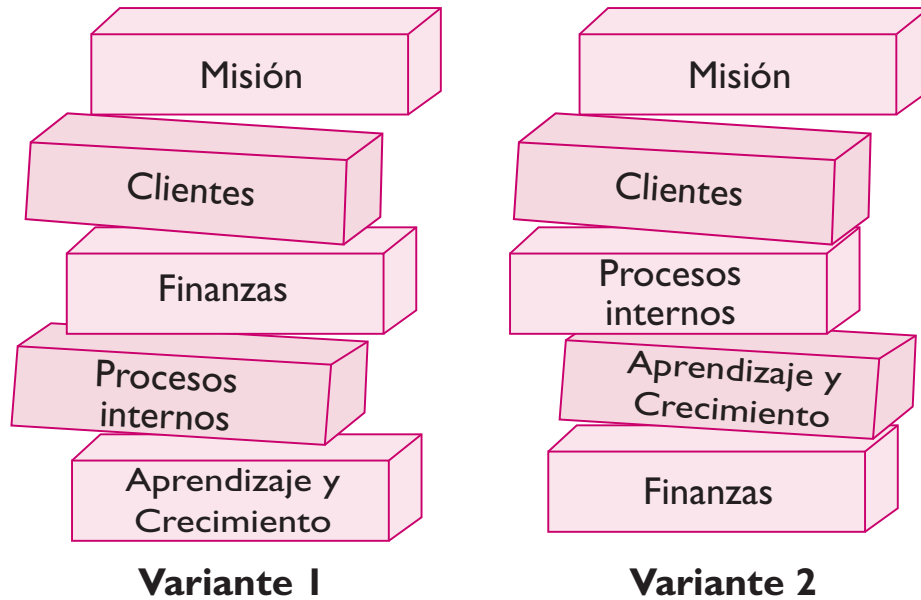 Misión
Clientes
Finanzas
Procesos
internos
Aprendizaje y
Crecimiento
Variante 1
Misión
Clientes
Procesos
internos
Aprendizaje y
Crecimiento
Finanzas
Variante 2